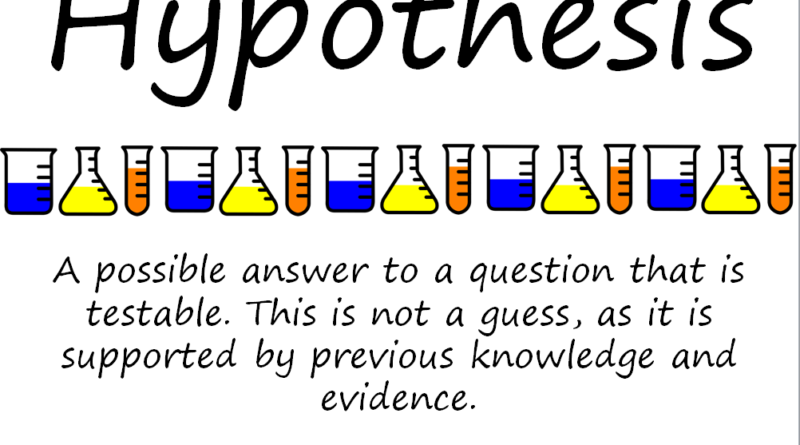 Hypothesis
A possible answer to a question that is
testable. This is not a guess, as it is
supported by previous knowledge and
evidence.